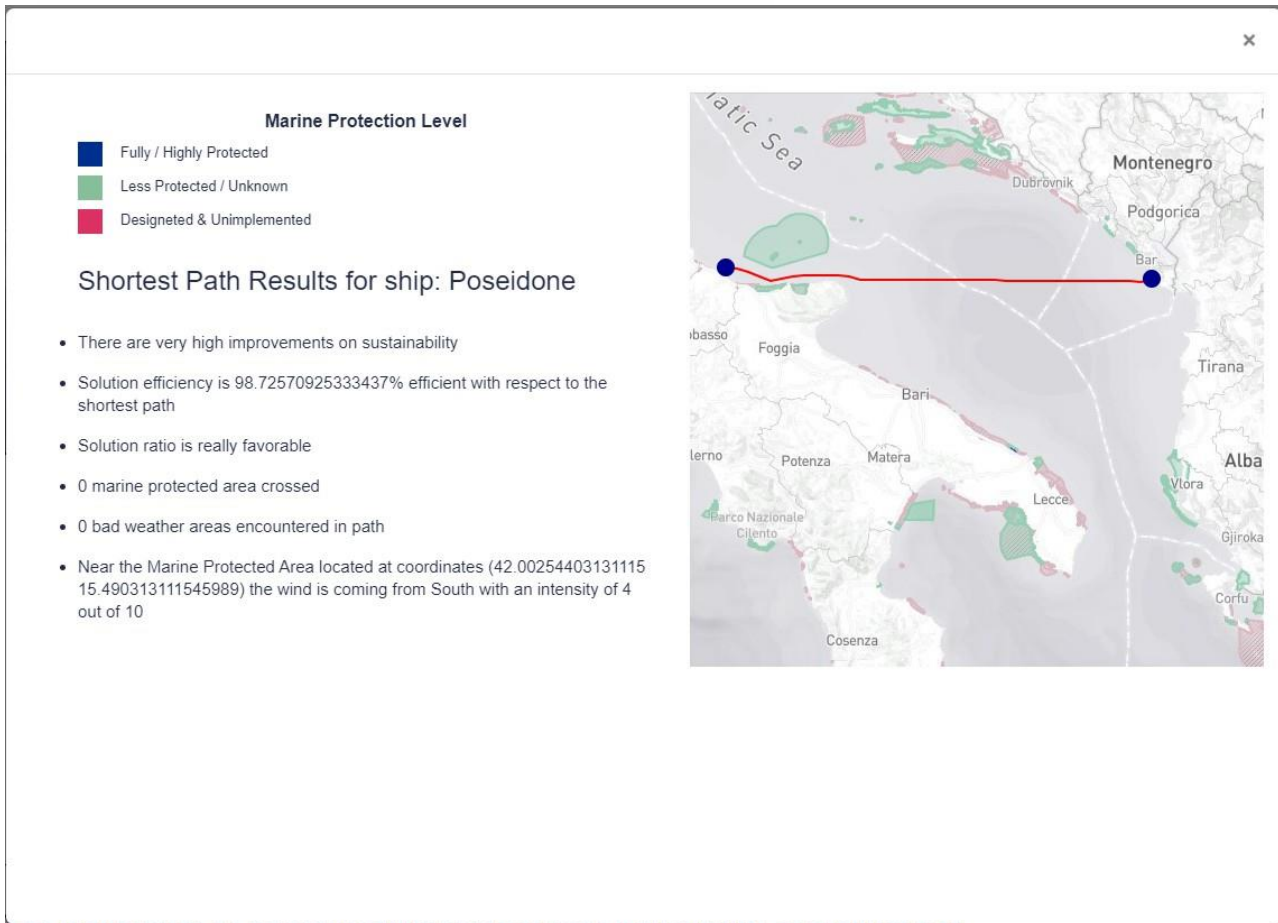 ×
Marine Protection Level
Fully / Highly Protected
Less Protected / Unknown
Designeted & Unimplemented
Shortest Path Results for ship: Poseidone
• There are very high improvements on sustainability
• Solution efficiency is 98.72570925333437% efficient with respect to the
shortest path
• Solution ratio is really favorable
• 0 marine protected area crossed
• 0 bad weather areas encountered in path
• Near the Marine Protected Area located at coordinates (42.00254403131115
15.490313111545989) the wind is coming from South with an intensity of 4
out of 10
atic Sea
Montenegro
Dubrovnik
Podgorica
Bar
obasso
Foggia
Tirana
Bari
lerno
Potenza
Matera
Alba
Vlora
Lecce
Parco Nazionale
Cilento
Gjiroka
Corfu
Cosenza